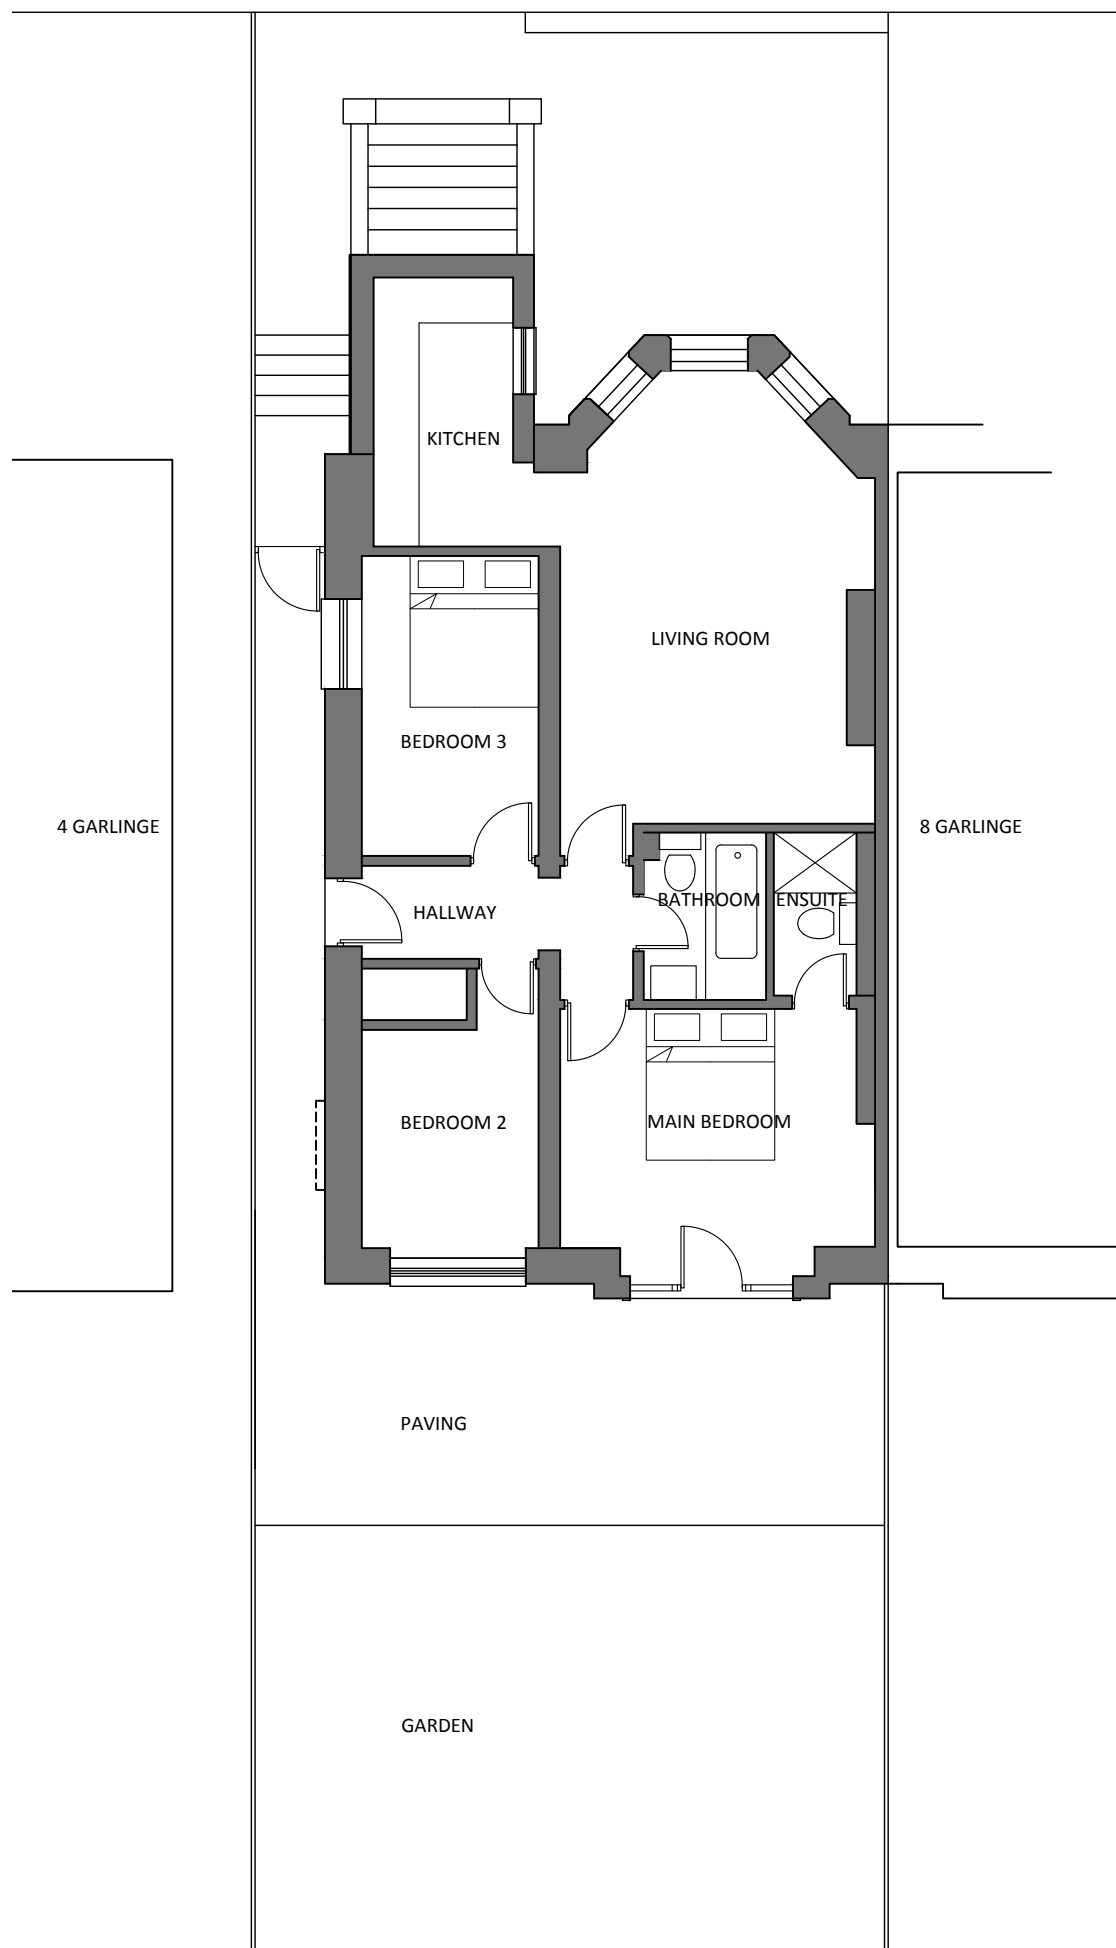 KITCHEN
LIVING ROOM
BEDROOM 3
4 GARLINGE
8 GARLINGE
BATHROOM
ENSUITE
HALLWAY
BEDROOM 2
MAIN BEDROOM
PAVING
GARDEN